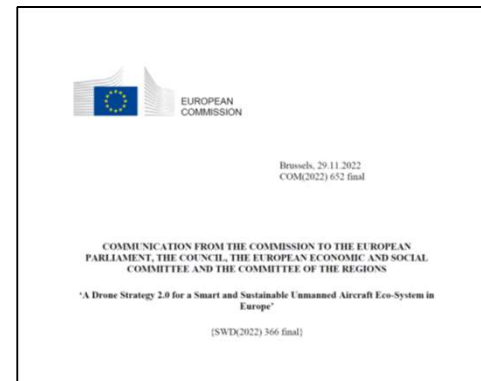 EUROPEAN
COMMISSION
Brussels, 29.11.2022
COM(2022) 652 final
COMMUNICATION FROM THE COMMISSION TO THE EUROPEAN
PARLIAMENT, THE COUNCIL, THE EUROPEAN ECONOMIC AND SOCIAL
COMMITTEE AND THE COMMITTEE OF THE REGIONS
‘A Drone Strategy 2.0 for a Smart and Sustainable Unmanned Aircraft Eco-System in
Europe’
{SWD(2022) 366 final}